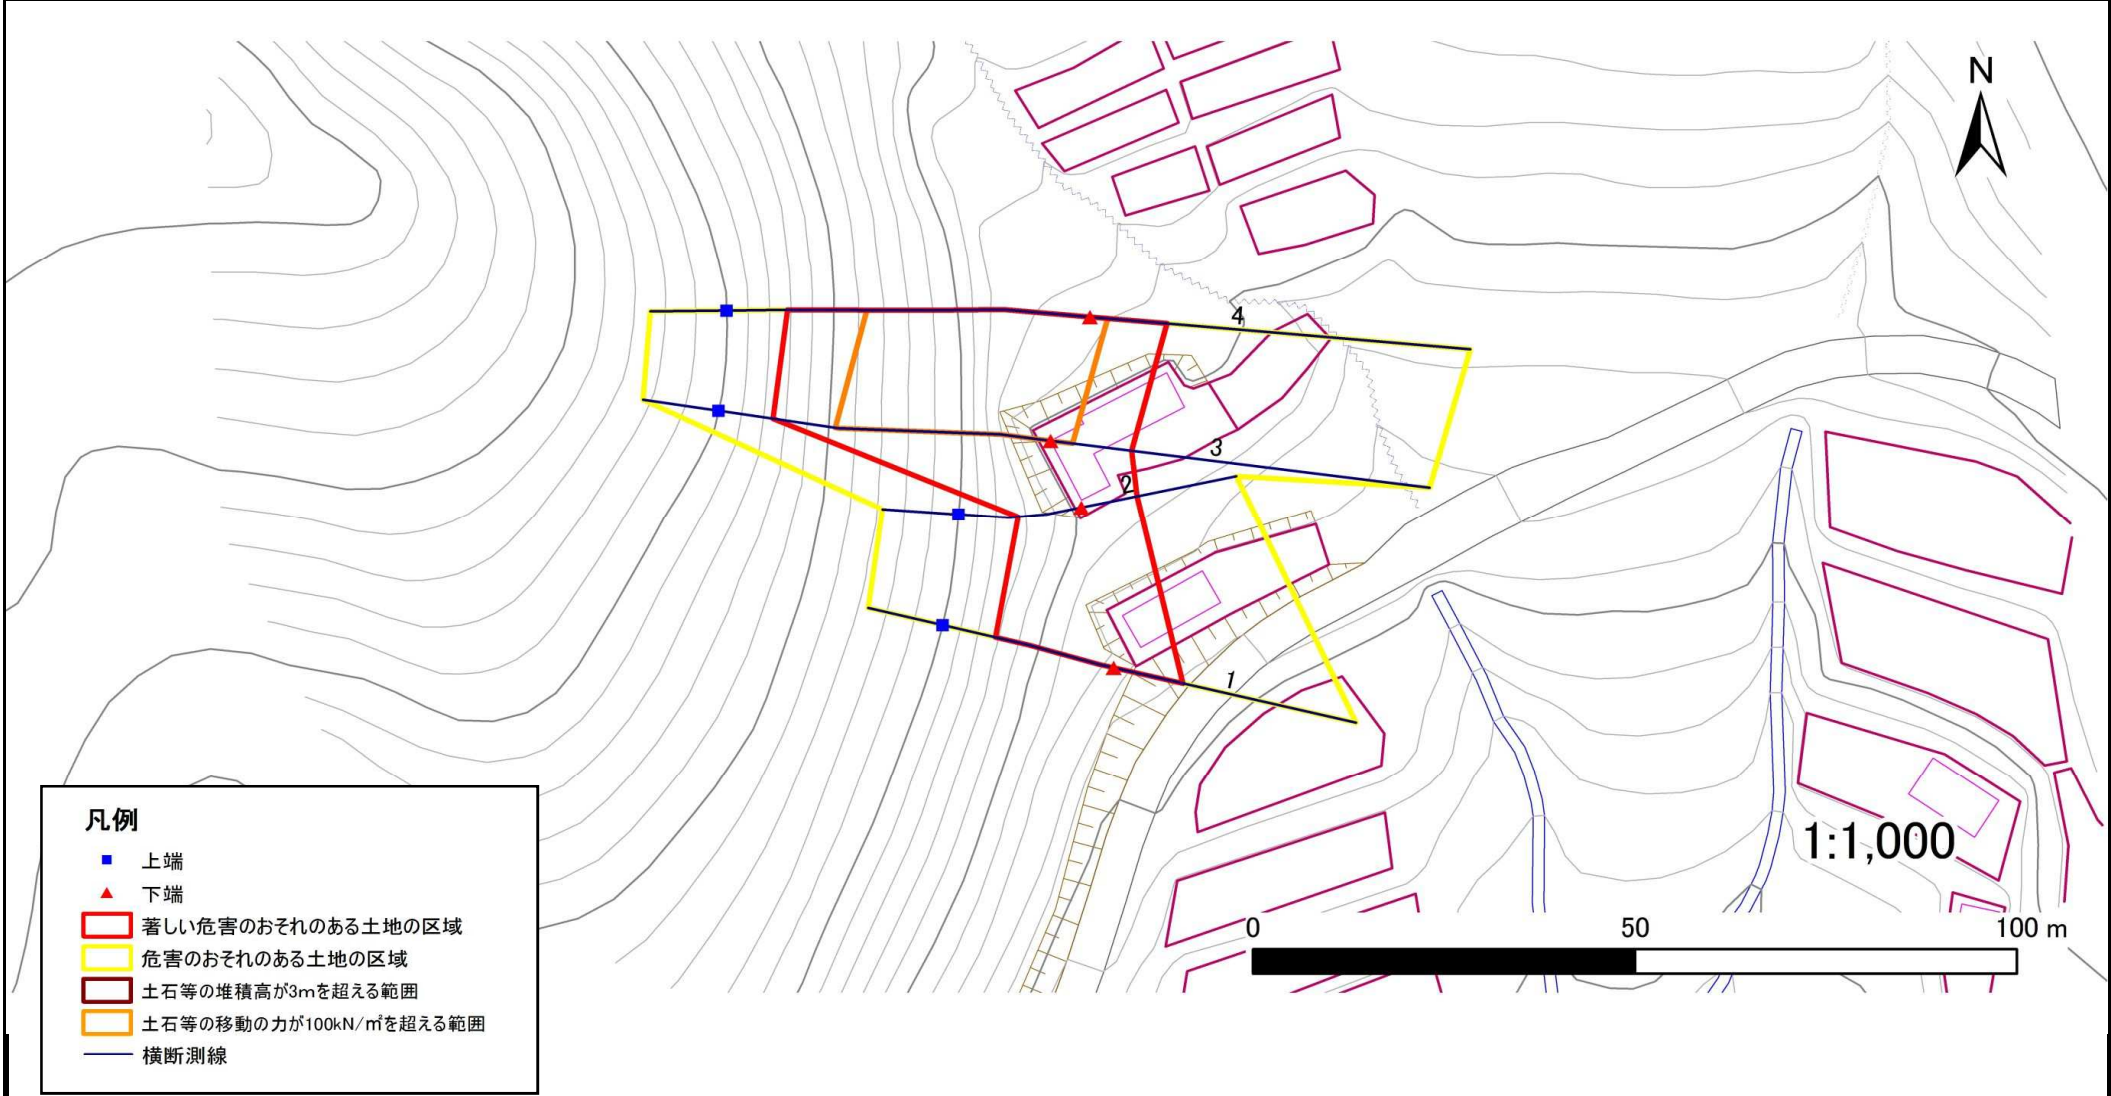 N
4
3
2
1
1:1,000
0 50 100 m
凡例
上端
下端
著しい危害のおそれのある土地の区域
危害のおそれのある土地の区域
土石等の堆積高が3mを超える範囲
土石等の移動の力が100kN/㎡を超える範囲
横断測線